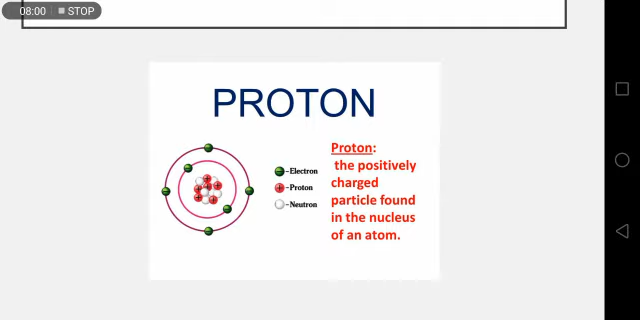 08:00 STOP
PROTON
-Electron
-Proton
-Neutron
Proton:
the positively
charged
particle found
in the nucleus
of an atom.